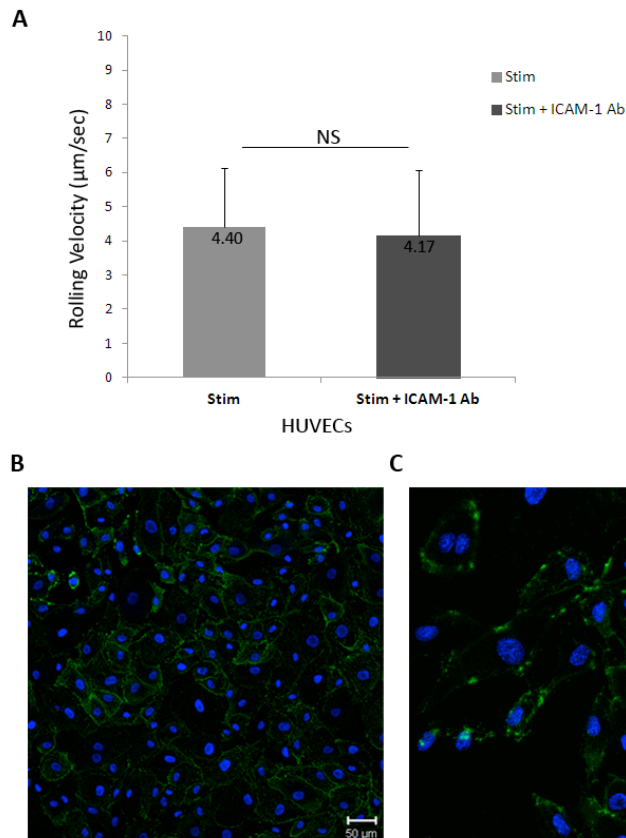 A
10
9
8
7
6
5
4
3
2
1
0
Rolling Velocity (µm/sec)
Stim
Stim + ICAM-1 Ab
NS
4.40
4.17
Stim
Stim + ICAM-1 Ab
HUVECs
B
C
50 µm